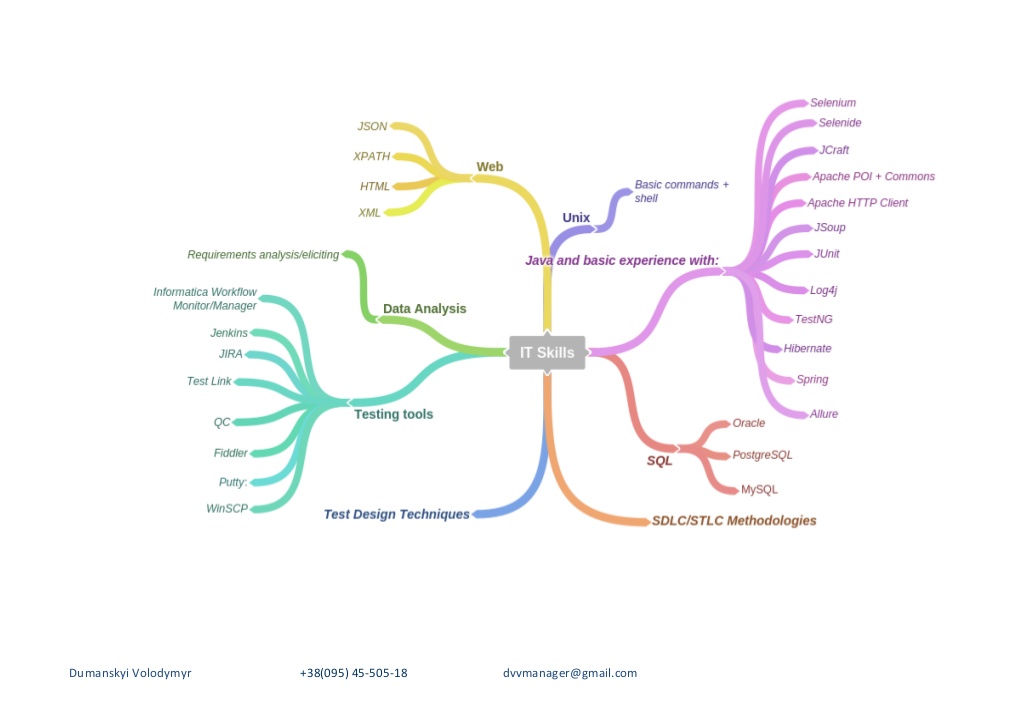 JSON
XPATH
HTML
XML
Web
Unix
Basic commands +
shell
Java and basic experience with:
Selenium
Selenide
JCraft
Apache POI + Commons
Apache HTTP Client
JSoup
JUnit
Log4j
TestNG
Hibernate
Spring
Allure
Requirements analysis/eliciting
Data Analysis
IT Skills
Informatica Workflow
Monitor/Manager
Jenkins
JIRA
Test Link
QC
Fiddler
Putty:
WinSCP
Testing tools
SQL
Oracle
PostgreSQL
MySQL
Test Design Techniques
SDLC/STLC Methodologies
Dumanskyi Volodymyr +38(095) 45-505-18 dvvmanager@gmail.com